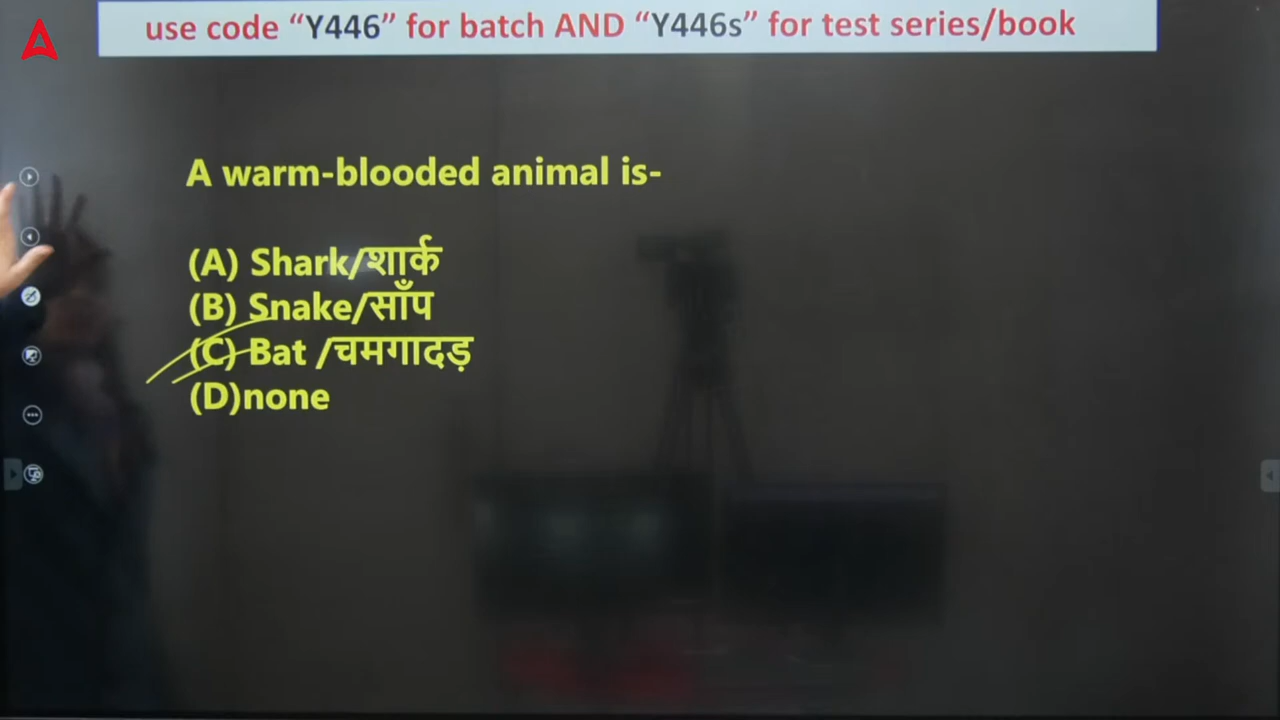 use code “Y446” for batch AND “Y446s” for test series/book
A warm-blooded animal is-
(A) Shark/शार्क
(B) Snake/साँप
(C) Bat /चमगादड़
(D)none